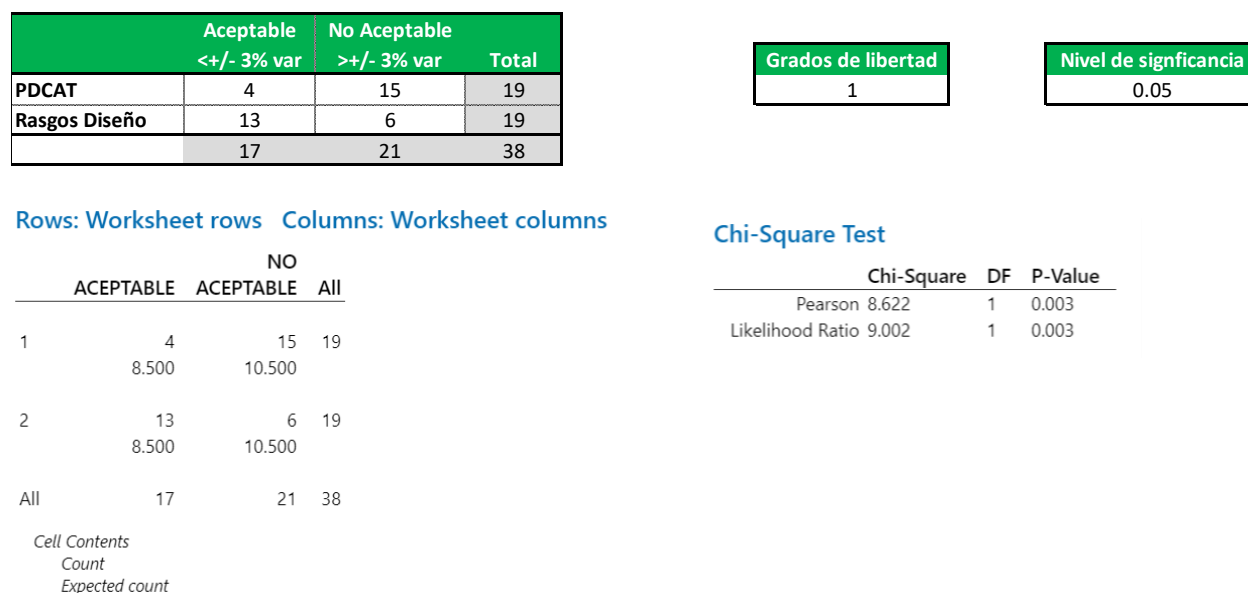 Aceptable No Aceptable
<+/- 3% var >+/- 3% var Total
PDCAT 4 15 19
Rasgos Diseño 13 6 19
17 21 38
Grados de libertad
1
Nivel de signficancia
0.05
Rows: Worksheet rows Columns: Worksheet columns
NO
ACEPTABLE ACEPTABLE All
1 4 15 19
8.500 10.500
2 13 6 19
8.500 10.500
All 17 21 38
Cell Contents
Count
Expected count
Chi-Square Test
Chi-Square DF P-Value
Pearson 8.622 1 0.003
Likelihood Ratio 9.002 1 0.003